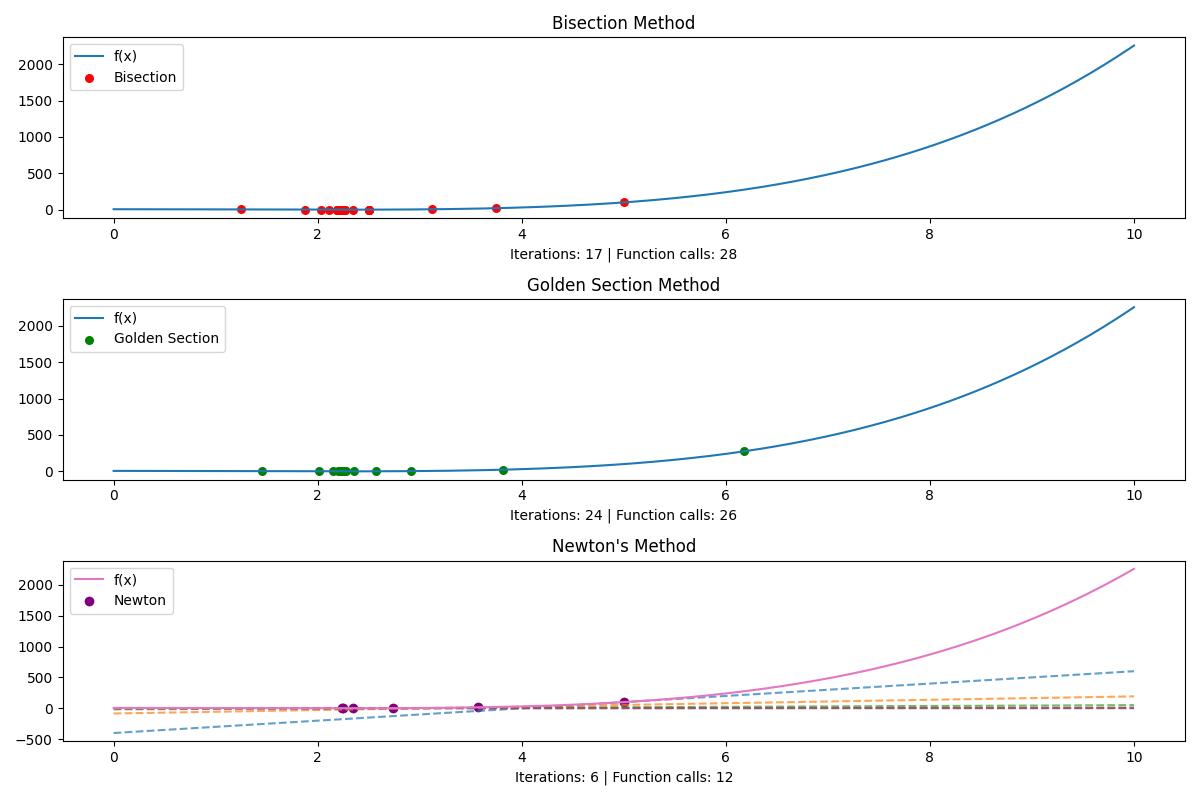 Bisection Method
f(x)
Bisection
2000
1500
1000
500
0
0 2 4 6 8 10
Iterations: 17 | Function calls: 28
Golden Section Method
f(x)
Golden Section
2000
1500
1000
500
0
0 2 4 6 8 10
Iterations: 24 | Function calls: 26
Newton's Method
f(x)
Newton
2000
1500
1000
500
0
−500
0 2 4 6 8 10
Iterations: 6 | Function calls: 12